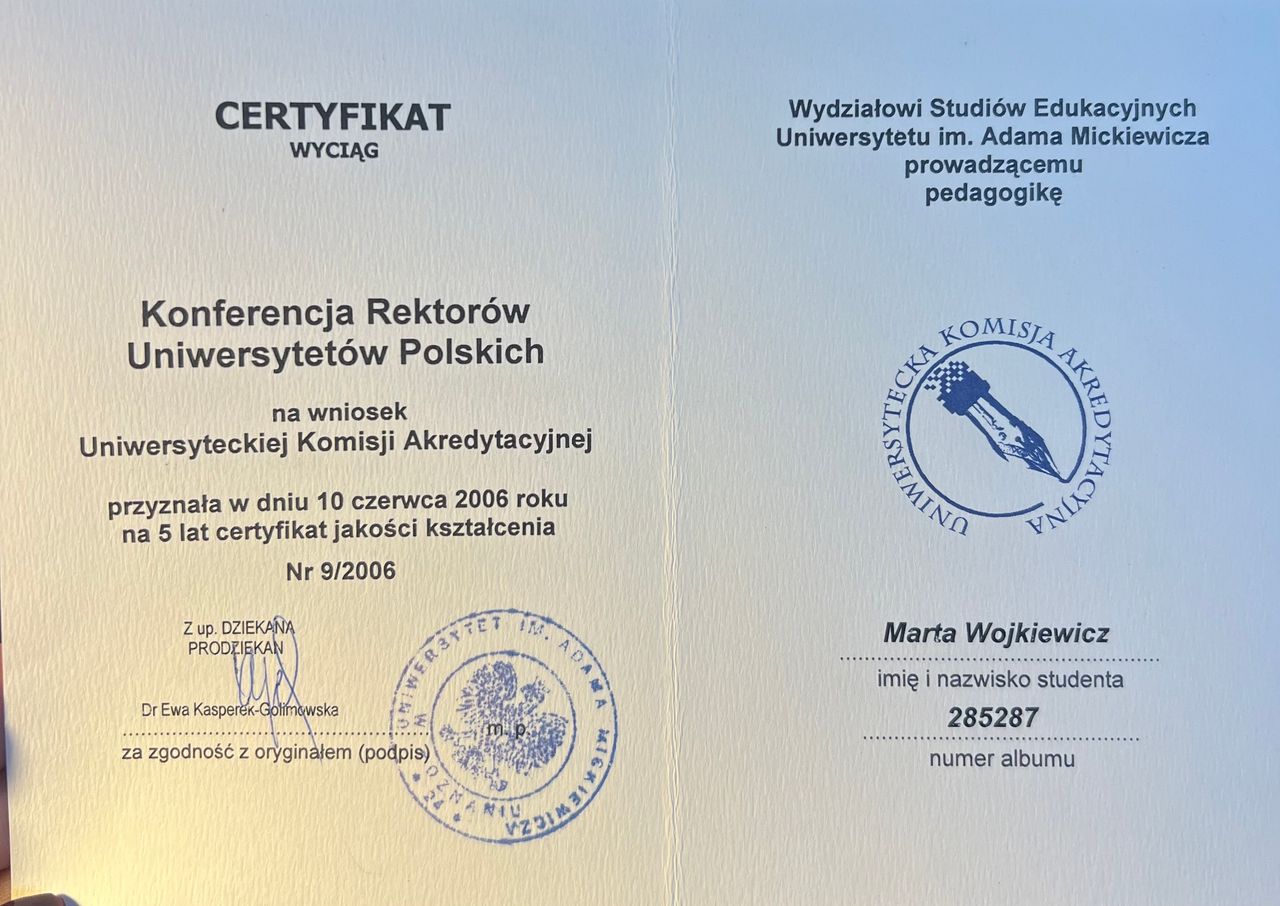 CERTYFIKAT
WYCIĄG
Konferencja Rektorów
Uniwersytetów Polskich
na wniosek
Uniwersyteckiej Komisji Akredytacyjnej
przyznała w dniu 10 czerwca 2006 roku
na 5 lat certyfikat jakości kształcenia
Nr 9/2006
Z up. DZIEKANA
PRODZIEKAN
Dr Ewa Kasperek-Golimowska
za zgodność z oryginałem (podpis)
m. p.
UNIWERSYTET IM. ADAMA MICKIEWICZA
W POZNANIU
* 24 *
Wydziałowi Studiów Edukacyjnych
Uniwersytetu im. Adama Mickiewicza
prowadzącemu
pedagogikę
UNIWERSYTECKA KOMISJA AKREDYTACYJNA
Marta Wojkiewicz
imię i nazwisko studenta
285287
numer albumu